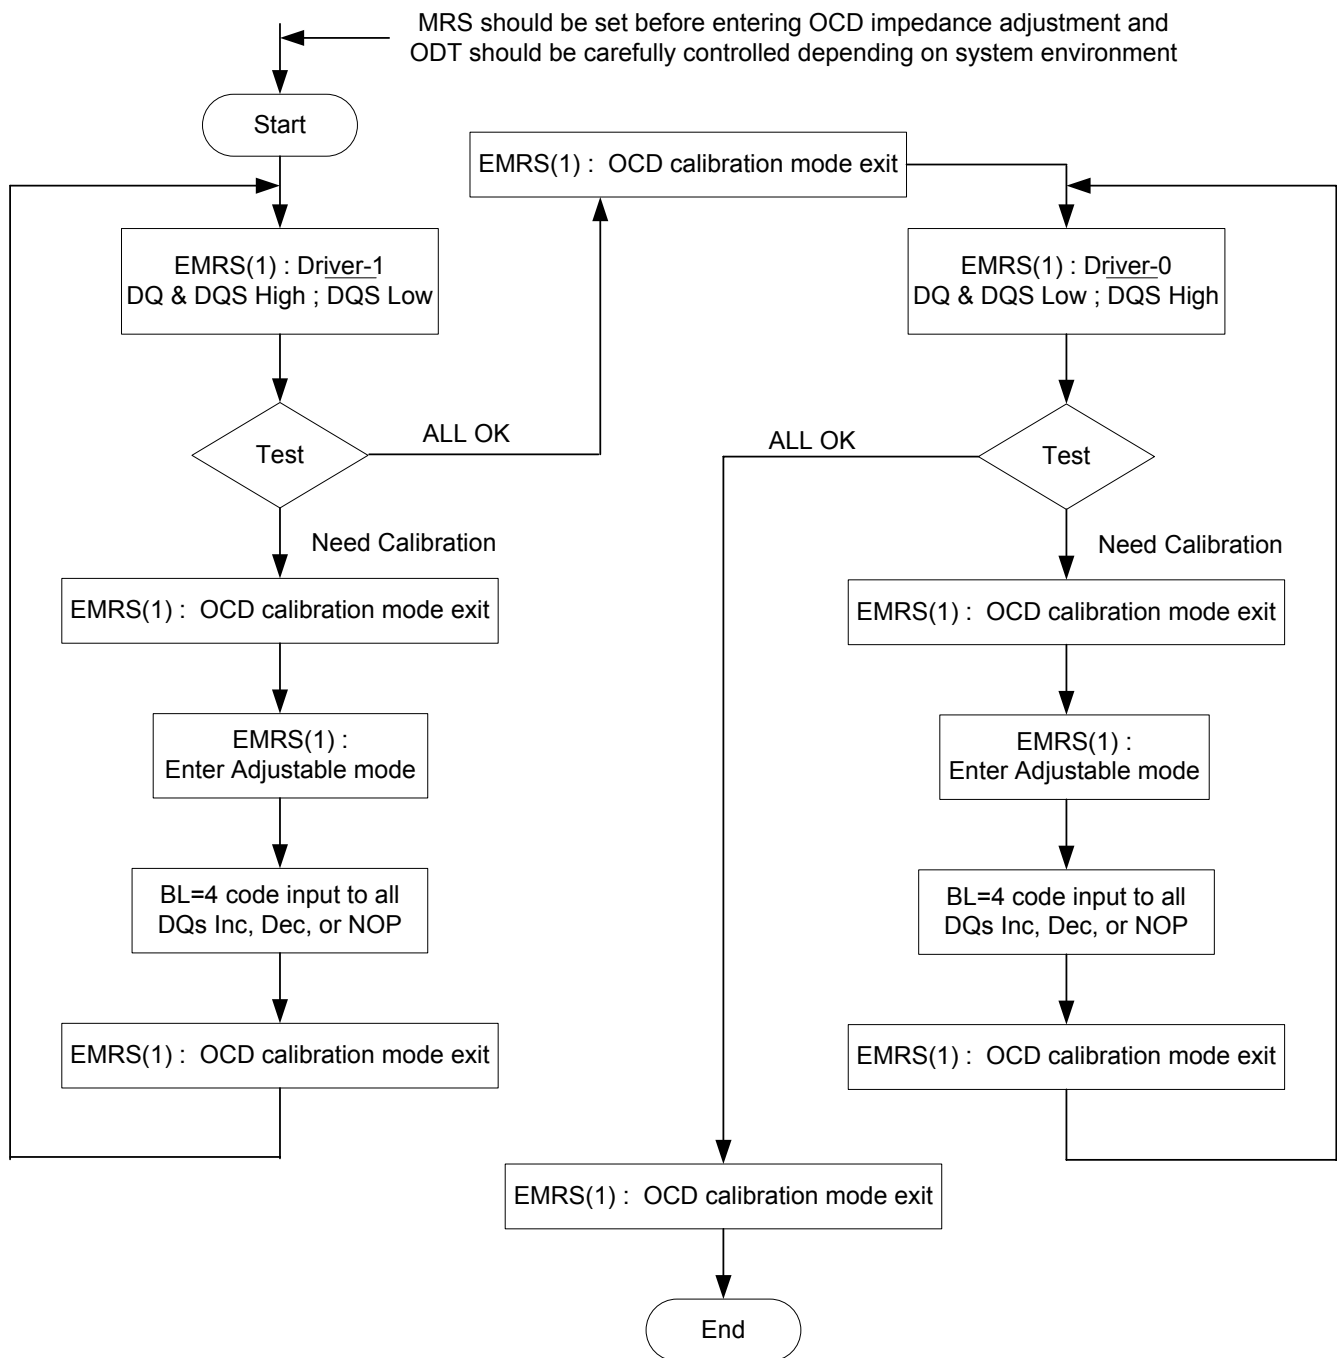 MRS should be set before entering OCD impedance adjustment and
ODT should be carefully controlled depending on system environment
Start
EMRS(1) :  OCD calibration mode exit
EMRS(1) : Driver-1
DQ & DQS High ; D̅Q̅S̅ Low
EMRS(1) : Driver-0
DQ & DQS Low ; D̅Q̅S̅ High
Test
ALL OK
ALL OK
Test
Need Calibration
Need Calibration
EMRS(1) :  OCD calibration mode exit
EMRS(1) :  OCD calibration mode exit
EMRS(1) :
Enter Adjustable mode
EMRS(1) :
Enter Adjustable mode
BL=4 code input to all
DQs Inc, Dec, or NOP
BL=4 code input to all
DQs Inc, Dec, or NOP
EMRS(1) :  OCD calibration mode exit
EMRS(1) :  OCD calibration mode exit
EMRS(1) :  OCD calibration mode exit
End